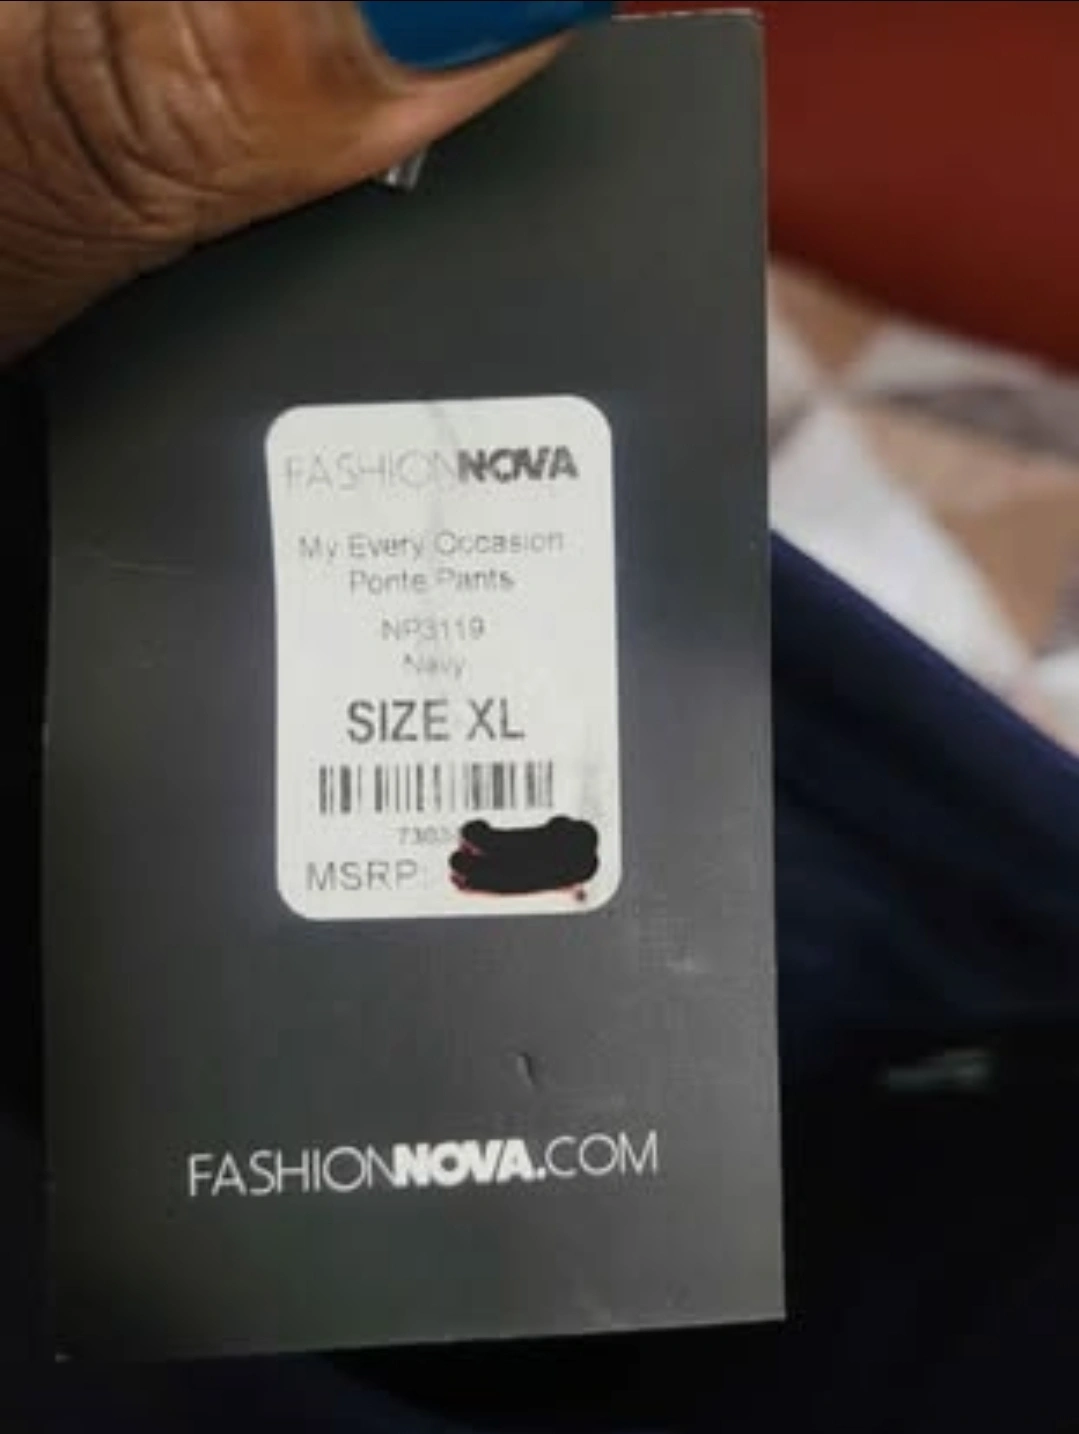 FASHIONNOVA
My Every Occasion
Ponte Pants
NP3119
Navy
SIZE XL
MSRP:
FASHIONNOVA.COM